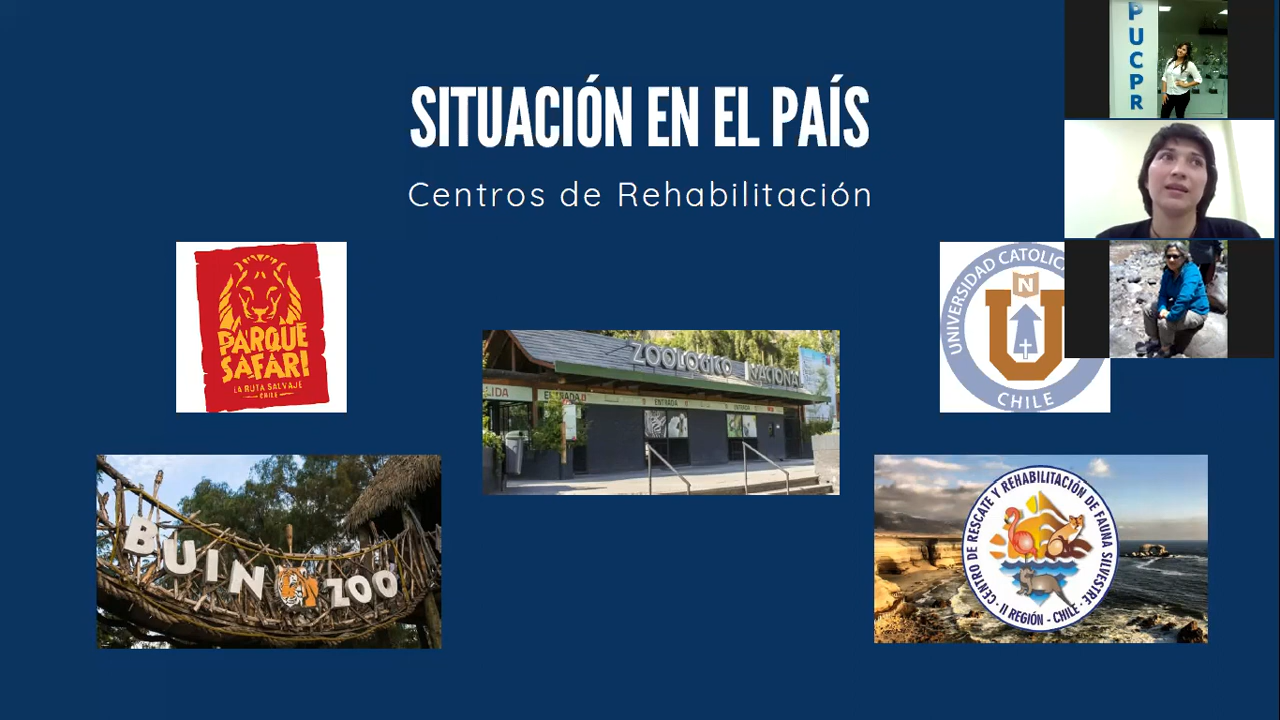 SITUACIÓN EN EL PAÍS
Centros de Rehabilitación
PUCPR
PARQUE
SAFARI
LA RUTA SALVAJE
CHILE
ZOOLOGICO NACIONAL
ENTRADA
ENTRADA
UNIVERSIDAD CATOLICA
N
CHILE
BUIN ZOO
CENTRO DE RESCATE Y REHABILITACIÓN DE FAUNA SILVESTRE
· II REGIÓN - CHILE ·